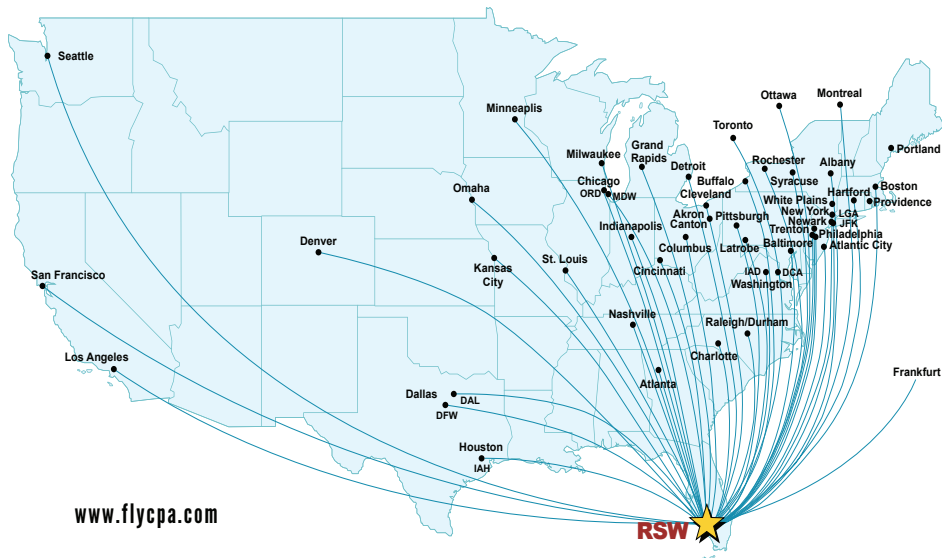 Seattle
Minneaplis
Ottawa
Montreal
Toronto
Milwaukee
Grand
Rapids
Detroit
Rochester
Albany
Portland
Chicago
ORD
MDW
Buffalo
Syracuse
Cleveland
Omaha
White Plains
Hartford
Boston
Providence
New York
LGA
Akron
Canton
Pittsburgh
Newark
JFK
Indianapolis
Trenton
Philadelphia
Denver
Columbus
Latrobe
Baltimore
Atlantic City
San Francisco
Kansas
City
St. Louis
Cincinnati
IAD
DCA
Washington
Nashville
Raleigh/Durham
Los Angeles
Charlotte
Atlanta
Frankfurt
Dallas
DAL
DFW
Houston
IAH
www.flycpa.com
RSW